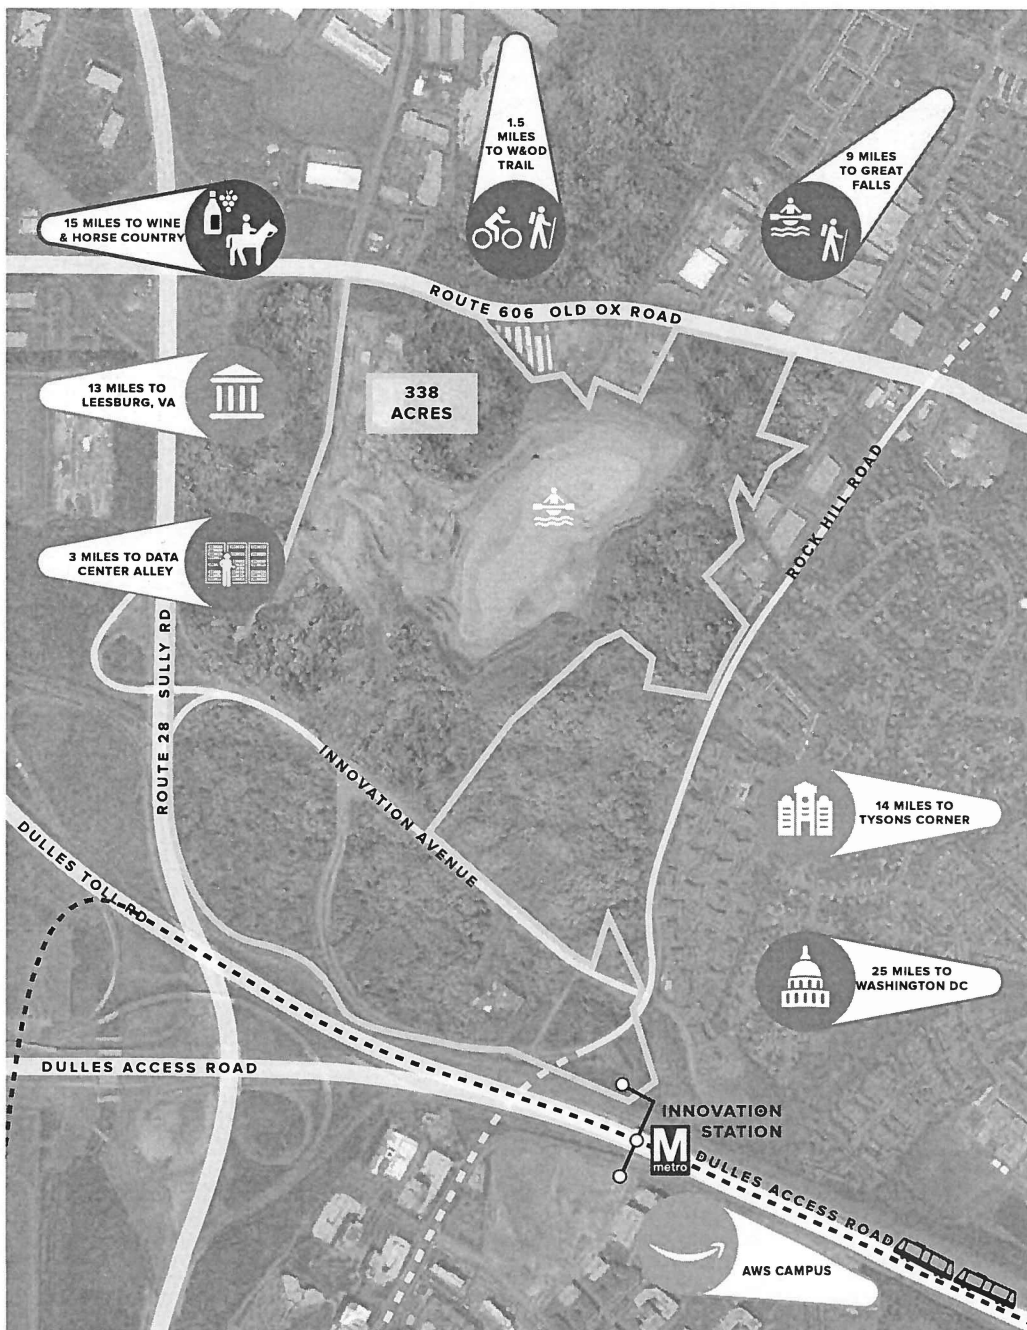 1.5
MILES
TO W&OD
TRAIL
9 MILES
TO GREAT
FALLS
15 MILES TO WINE
& HORSE COUNTRY
ROUTE 606 OLD OX ROAD
13 MILES TO
LEESBURG, VA
338
ACRES
ROCK HILL ROAD
3 MILES TO DATA
CENTER ALLEY
ROUTE 28 SULLY RD
INNOVATION AVENUE
14 MILES TO
TYSONS CORNER
DULLES TOLL RD
25 MILES TO
WASHINGTON DC
DULLES ACCESS ROAD
INNOVATION
STATION
M
metro
DULLES ACCESS ROAD
AWS CAMPUS